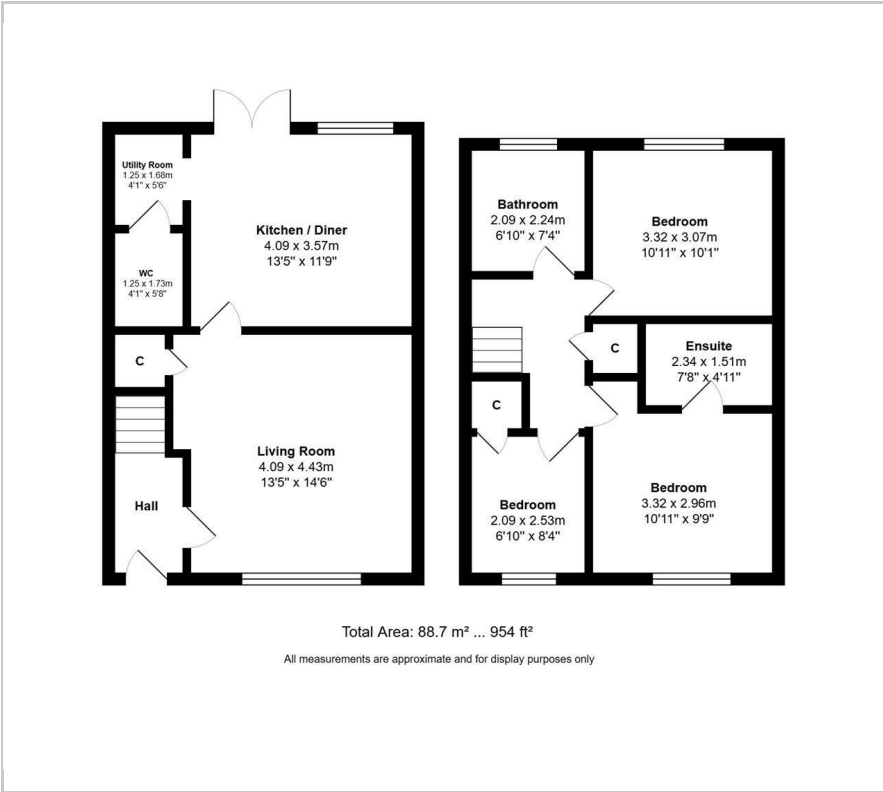 Utility Room
1.25 x 1.68m
4'1" x 5'6"
Kitchen / Diner
4.09 x 3.57m
13'5" x 11'9"
WC
1.25 x 1.73m
4'1" x 5'8"
C
Living Room
4.09 x 4.43m
13'5" x 14'6"
Hall
Bathroom
2.09 x 2.24m
6'10" x 7'4"
Bedroom
3.32 x 3.07m
10'11" x 10'1"
C
Ensuite
2.34 x 1.51m
7'8" x 4'11"
C
Bedroom
2.09 x 2.53m
6'10" x 8'4"
Bedroom
3.32 x 2.96m
10'11" x 9'9"
Total Area: 88.7 m² ... 954 ft²
All measurements are approximate and for display purposes only